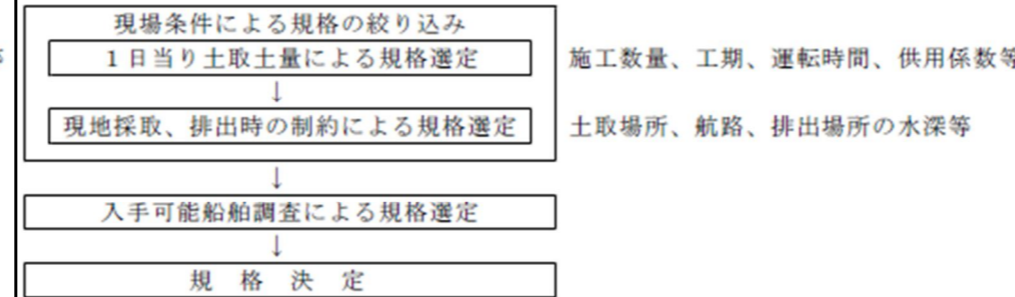 現場条件による規格の絞り込み
1日当り土取土量による規格選定 施工数量、工期、運転時間、供用係数等
↓
現地採取、排出時の制約による規格選定 土取場所、航路、排出場所の水深等
↓
入手可能船舶調査による規格選定
↓
規 格 決 定